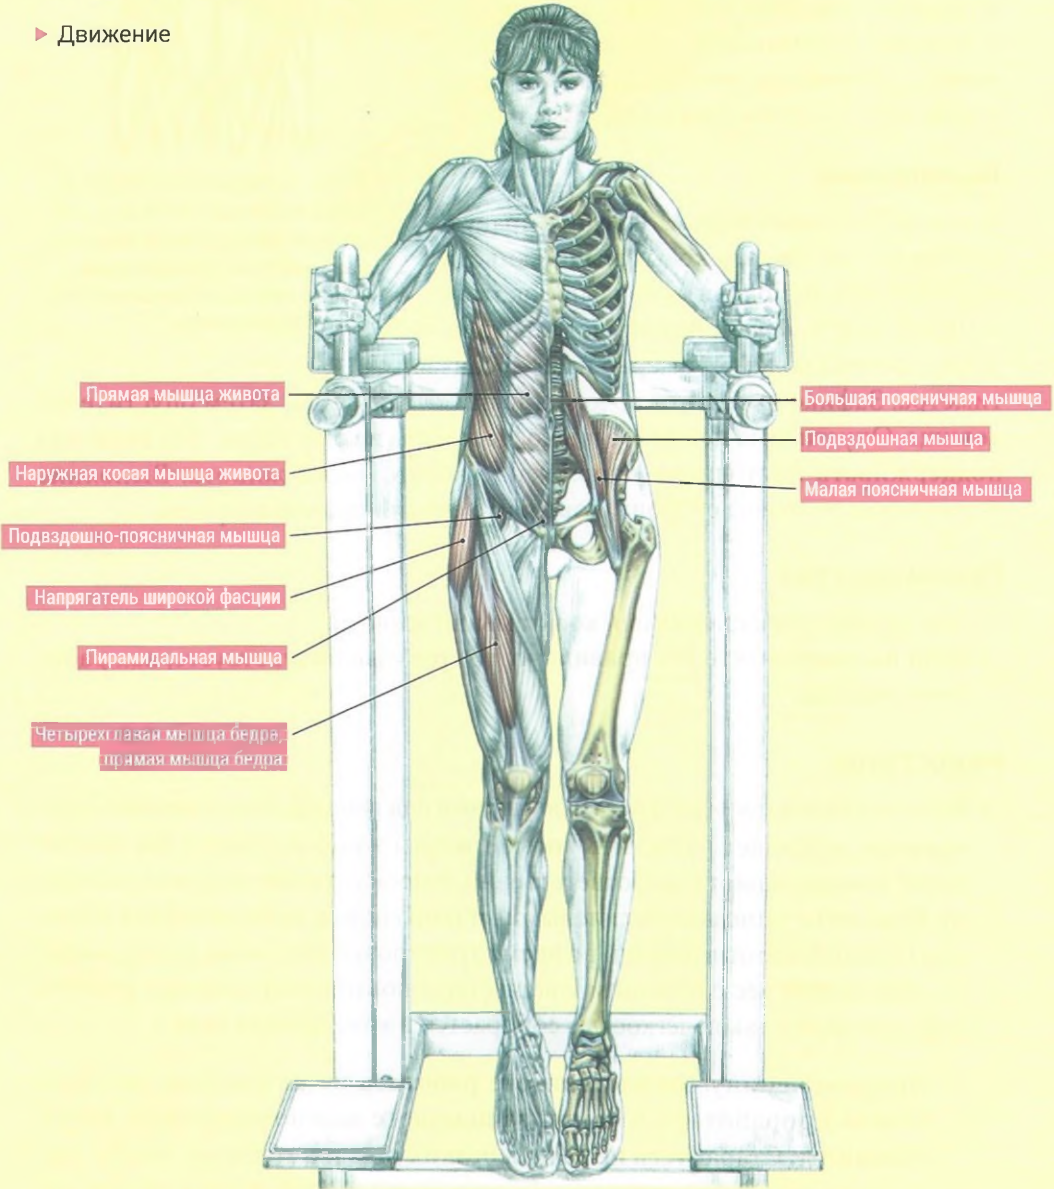 Движение
Прямая мышца живота
Наружная косая мышца живота
Подвздошно-поясничная мышца
Напрягатель широкой фасции
Пирамидальная мышца
Четырехглавая мышца бедра,
прямая мышца бедра
Большая поясничная мышца
Подвздошная мышца
Малая поясничная мышца